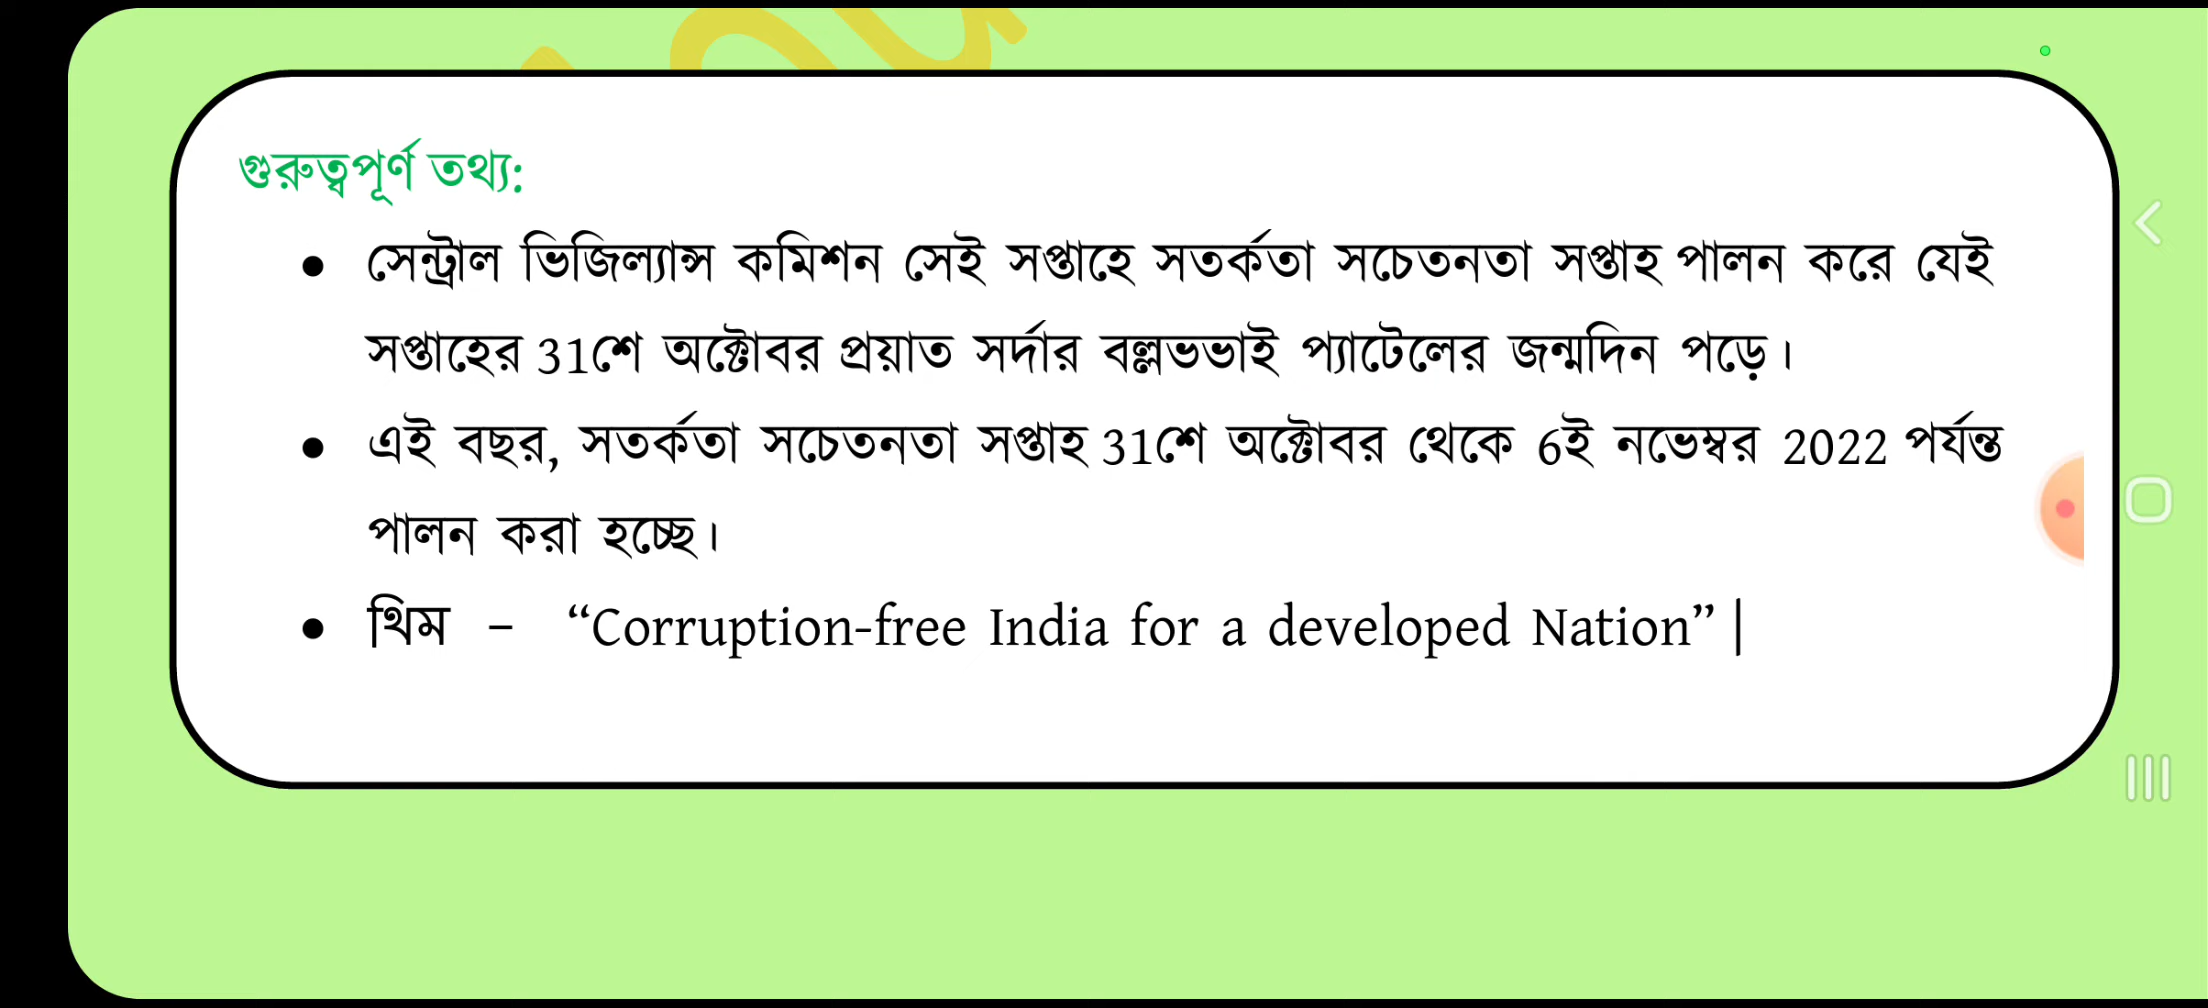 গুরুত্বপূর্ণ তথ্য:
● সেন্ট্রাল ভিজিল্যান্স কমিশন সেই সপ্তাহে সতর্কতা সচেতনতা সপ্তাহ পালন করে যেই
সপ্তাহের 31শে অক্টোবর প্রয়াত সর্দার বল্লভভাই প্যাটেলের জন্মদিন পড়ে।
● এই বছর, সতর্কতা সচেতনতা সপ্তাহ 31শে অক্টোবর থেকে 6ই নভেম্বর 2022 পর্যন্ত
পালন করা হচ্ছে।
● থিম – “Corruption-free India for a developed Nation”|